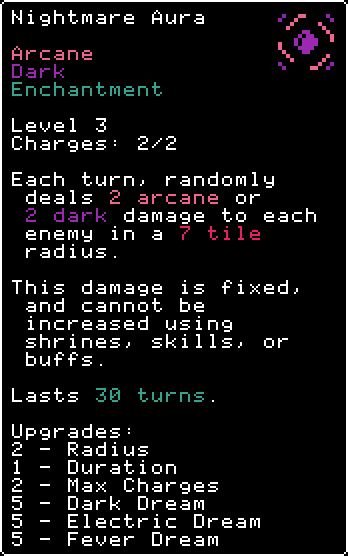 Nightmare Aura
Arcane
Dark
Enchantment
Level 3
Charges: 2/2
Each turn, randomly
deals 2 arcane or
2 dark damage to each
enemy in a 7 tile
radius.
This damage is fixed,
and cannot be
increased using
shrines, skills, or
buffs.
Lasts 30 turns.
Upgrades:
2 - Radius
1 - Duration
2 - Max Charges
5 - Dark Dream
5 - Electric Dream
5 - Fever Dream